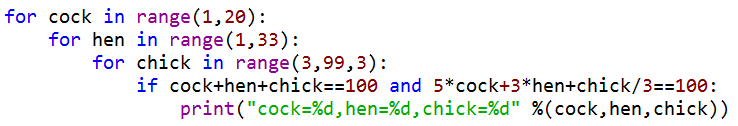 for cock in range(1,20):
    for hen in range(1,33):
        for chick in range(3,99,3):
            if cock+hen+chick==100 and 5*cock+3*hen+chick/3==100:
                print("cock=%d,hen=%d,chick=%d" %(cock,hen,chick))